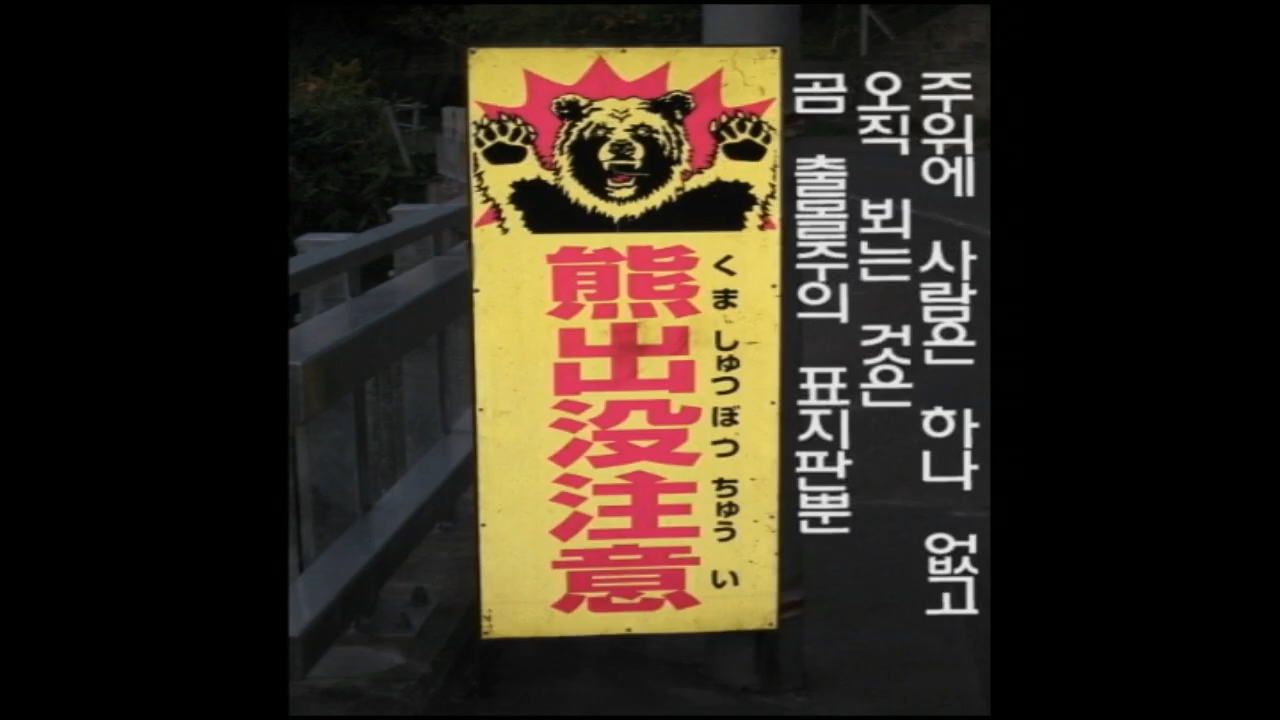 주위에 사람은 하나 없고
오직 뵈는 것은
곰 출몰주의 표지판뿐
くま しゅつ ぼつ ちゅう い
熊出没注意